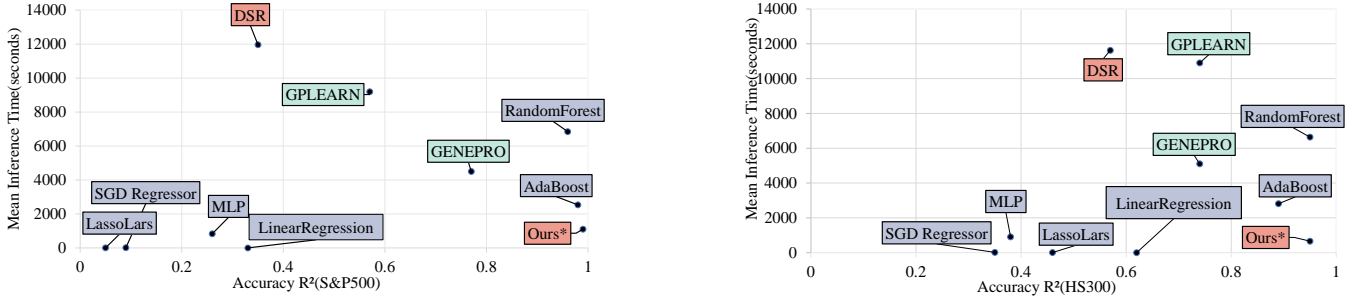 Mean Inference Time(seconds)
14000
12000
10000
8000
6000
4000
2000
0
DSR
GPLEARN
RandomForest
GENEPRO
SGD Regressor
AdaBoost
LassoLars
MLP
LinearRegression
Ours*
0
0.2
0.4
0.6
0.8
1
Accuracy R²(S&P500)
Mean Inference Time(seconds)
14000
12000
10000
8000
6000
4000
2000
0
GPLEARN
DSR
RandomForest
GENEPRO
AdaBoost
MLP
LinearRegression
SGD Regressor
LassoLars
Ours*
0
0.2
0.4
0.6
0.8
1
Accuracy R²(HS300)